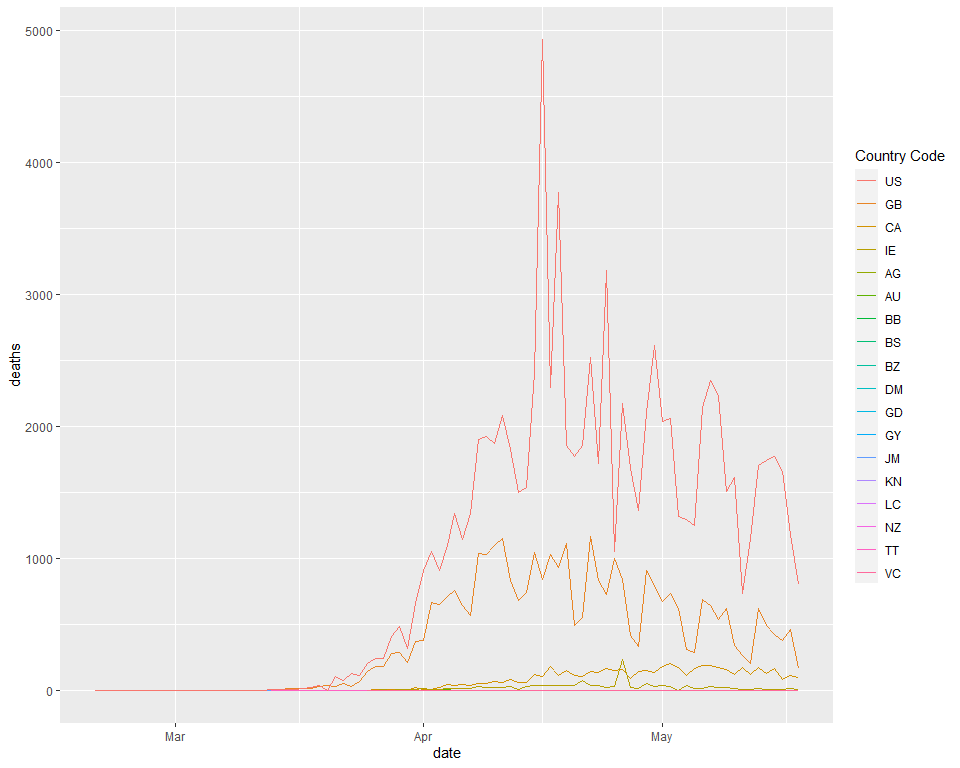 5000
4000
3000
2000
1000
0
deaths
Mar
Apr
May
date
Country Code
US
GB
CA
IE
AG
AU
BB
BS
BZ
DM
GD
GY
JM
KN
LC
NZ
TT
VC